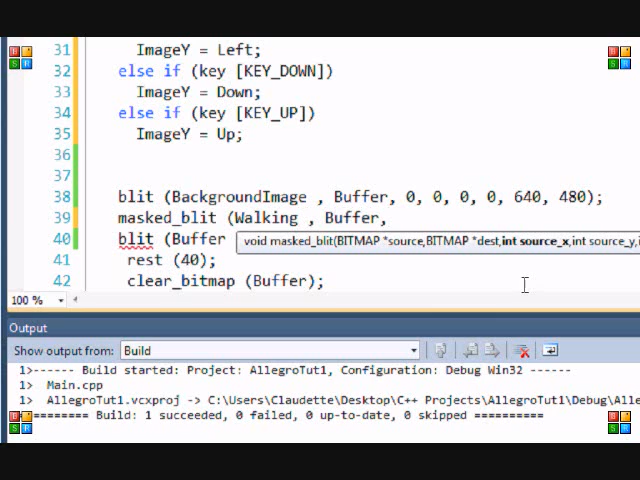 31 ImageY = Left;
32 else if (key [KEY_DOWN])
33 ImageY = Down;
34 else if (key [KEY_UP])
35 ImageY = Up;
36
37
38 blit (BackgroundImage , Buffer, 0, 0, 0, 0, 640, 480);
39 masked_blit (Walking , Buffer,
40 blit (Buffer
void masked_blit(BITMAP *source,BITMAP *dest,int source_x,int source_y,i
41 rest (40);
42 clear_bitmap (Buffer);
100 %
Output
Show output from: Build
1>------ Build started: Project: AllegroTut1, Configuration: Debug Win32 ------
1> Main.cpp
1> AllegroTut1.vcxproj -> C:\Users\Claudette\Desktop\C++ Projects\AllegroTut1\Debug\Alle
======== Build: 1 succeeded, 0 failed, 0 up-to-date, 0 skipped ==========